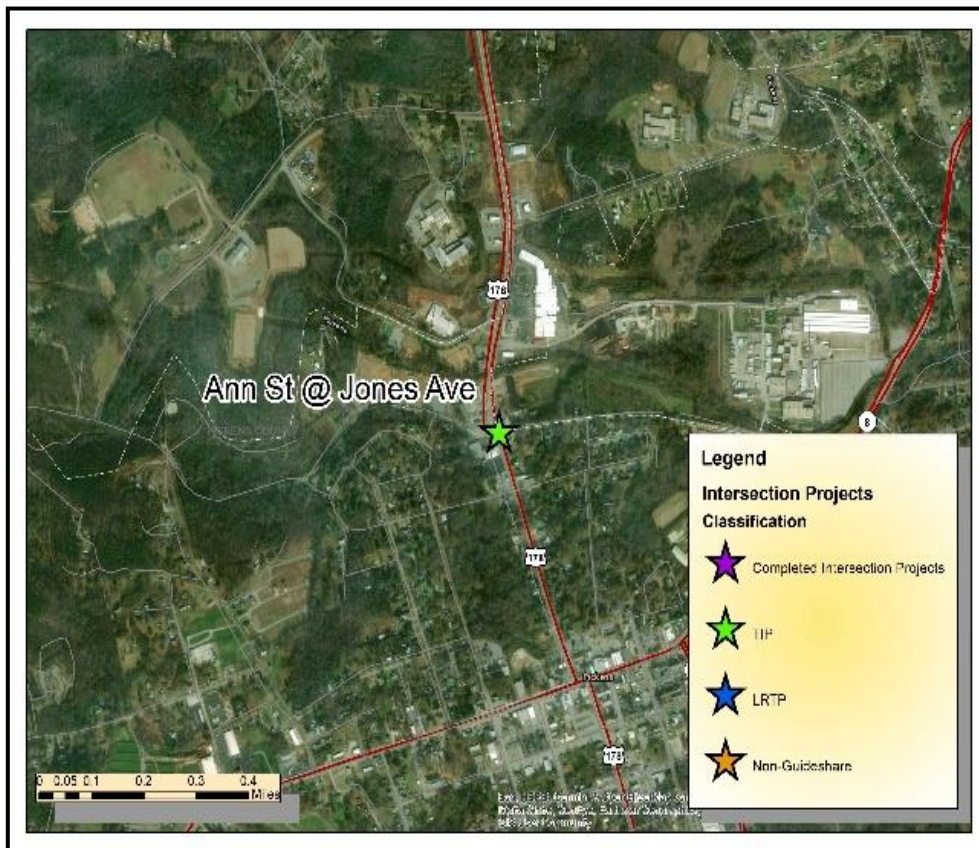 178
Ann St @ Jones Ave
8
178
Pickens
178
Legend
Intersection Projects
Classification
Completed Intersection Projects
TIP
LRTP
Non-Guideshare
0 0.05 0.1 0.2 0.3 0.4
Miles